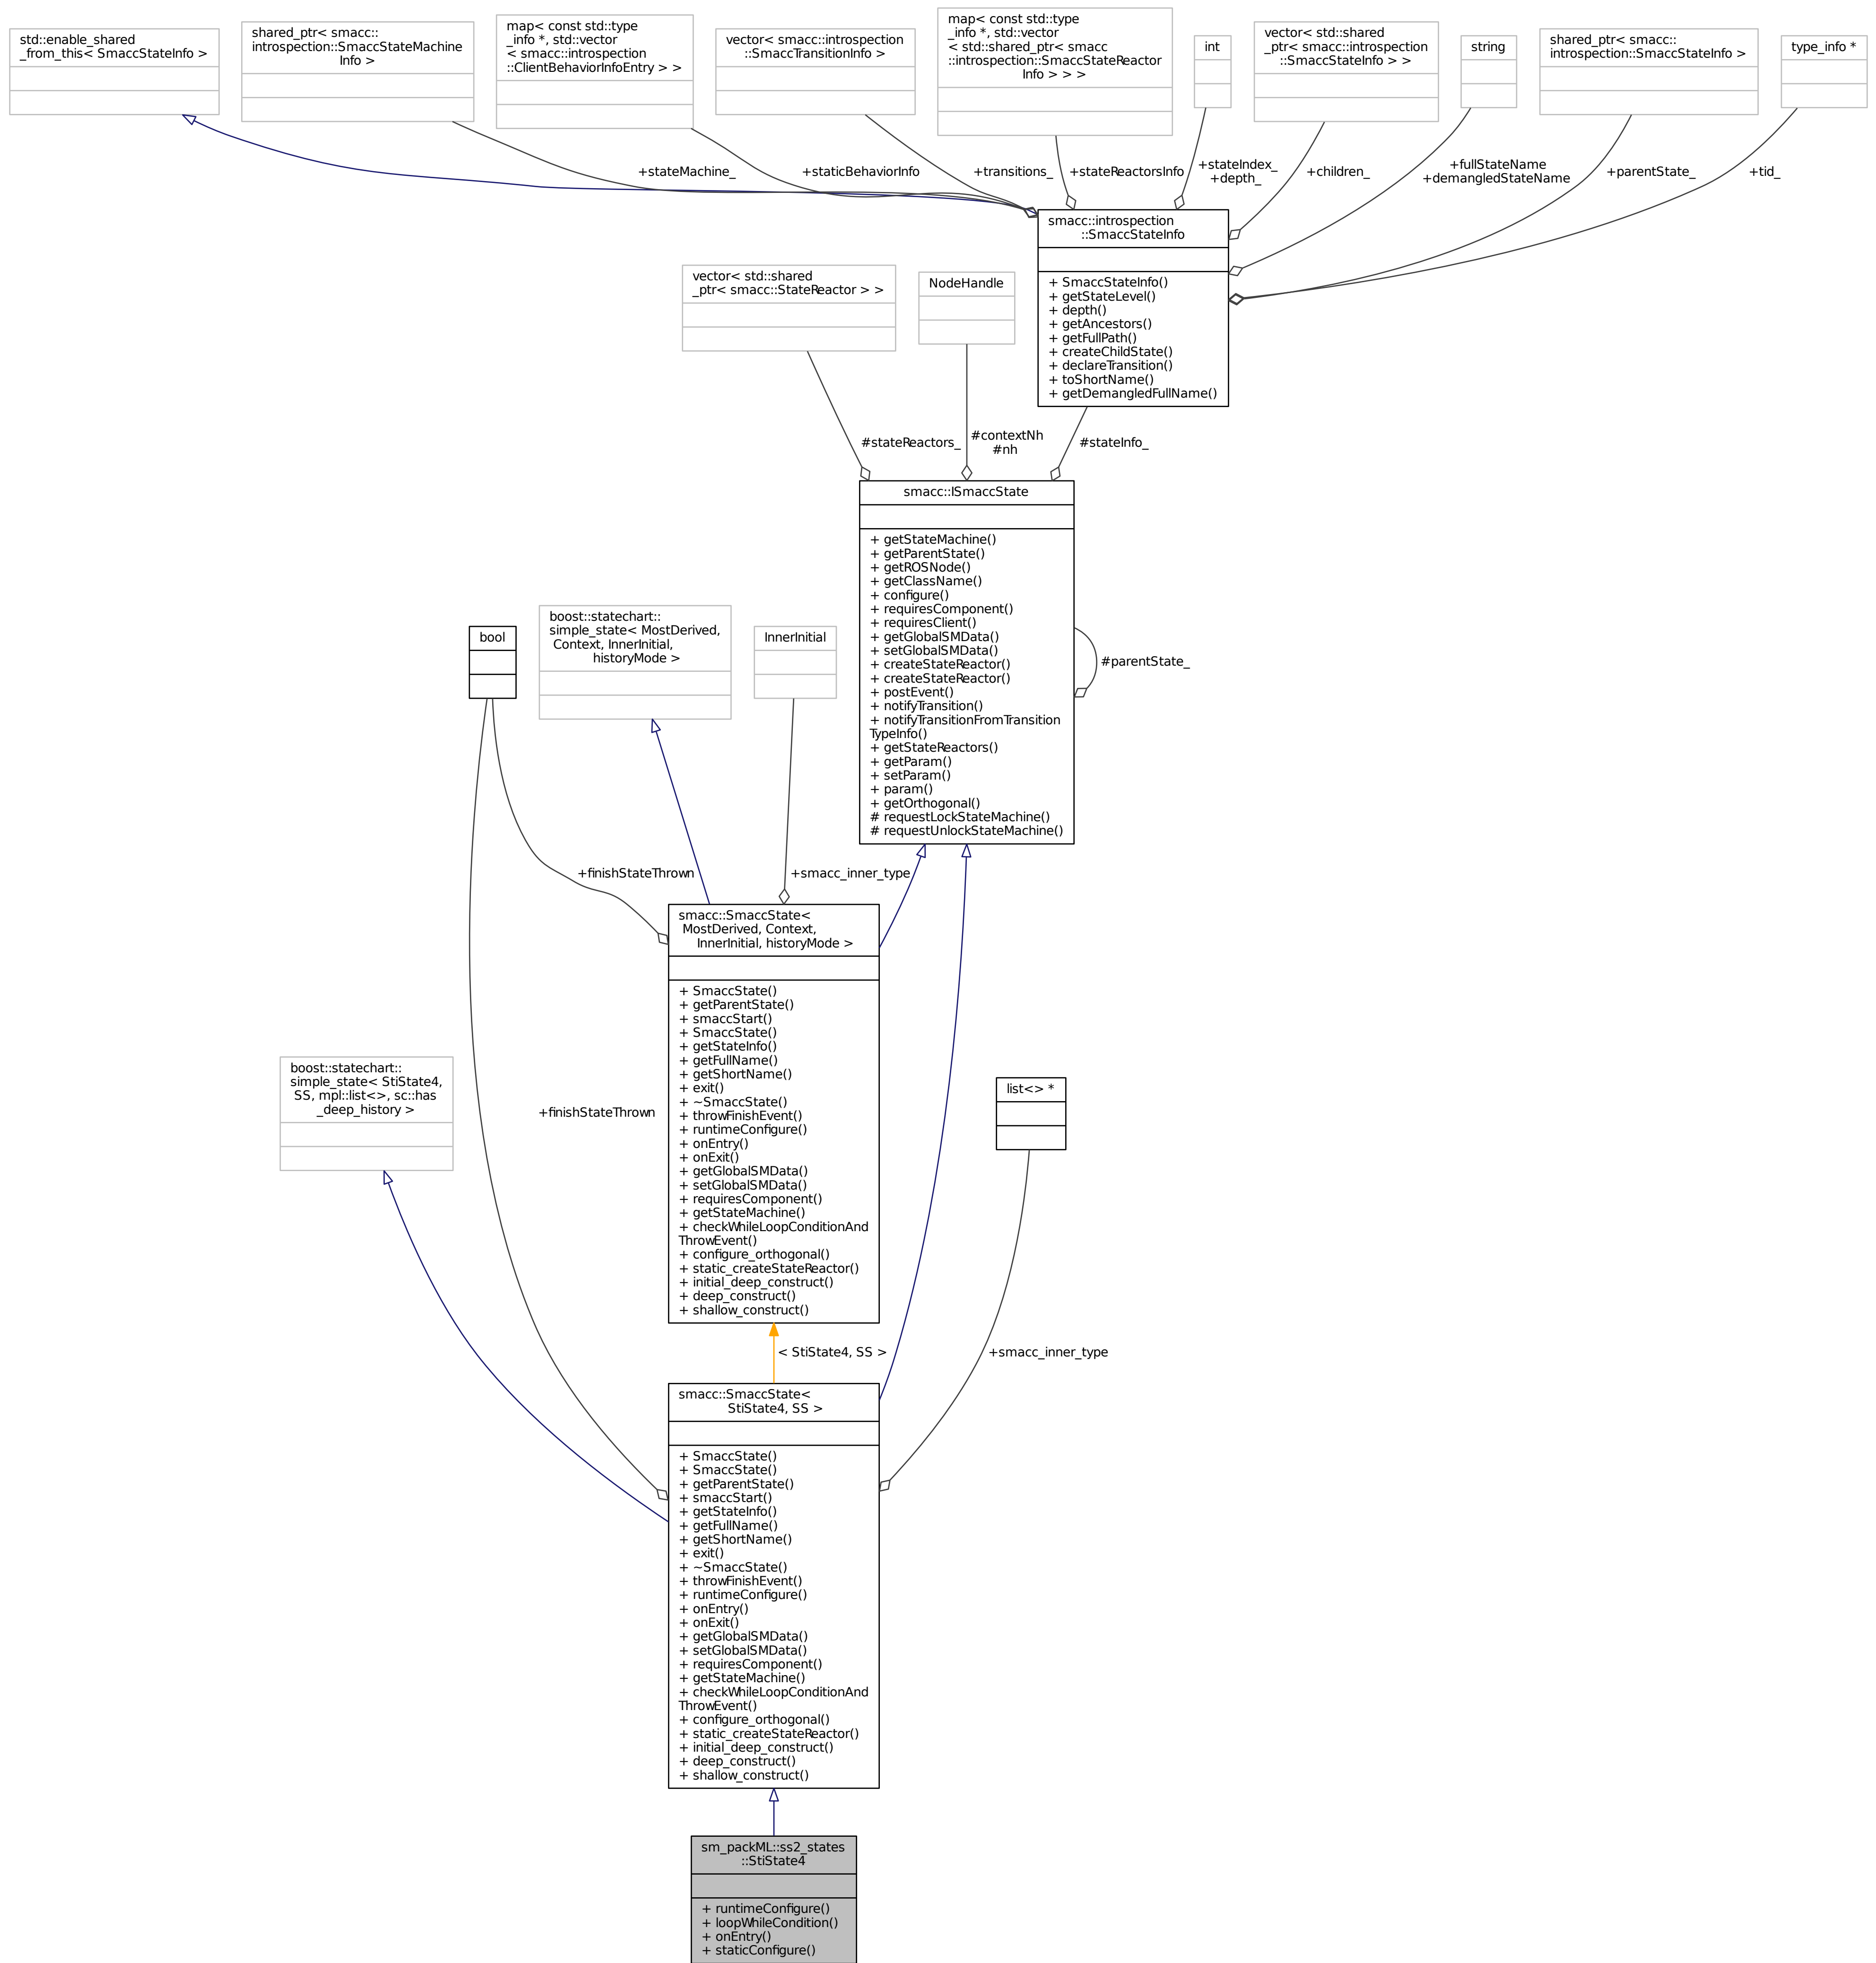 std::enable_shared
_from_this< SmaccStateInfo >
shared_ptr< smacc::
introspection::SmaccStateMachine
Info >
map< const std::type
_info *, std::vector
< smacc::introspection
::ClientBehaviorInfoEntry > >
vector< smacc::introspection
::SmaccTransitionInfo >
map< const std::type
_info *, std::vector
< std::shared_ptr< smacc
::introspection::SmaccStateReactor
Info > > >
int
vector< std::shared
_ptr< smacc::introspection
::SmaccStateInfo > >
string
shared_ptr< smacc::
introspection::SmaccStateInfo >
type_info *
+stateMachine_
+staticBehaviorInfo
+transitions_
+stateReactorsInfo
+stateIndex_
+depth_
+children_
+fullStateName
+demangledStateName
+parentState_
+tid_
smacc::introspection
::SmaccStateInfo
+ SmaccStateInfo()
+ getStateLevel()
+ depth()
+ getAncestors()
+ getFullPath()
+ createChildState()
+ declareTransition()
+ toShortName()
+ getDemangledFullName()
vector< std::shared
_ptr< smacc::StateReactor > >
NodeHandle
#stateReactors_
#contextNh
#nh
#stateInfo_
smacc::ISmaccState
+ getStateMachine()
+ getParentState()
+ getROSNode()
+ getClassName()
+ configure()
+ requiresComponent()
+ requiresClient()
+ getGlobalSMData()
+ setGlobalSMData()
+ createStateReactor()
+ createStateReactor()
+ postEvent()
+ notifyTransition()
+ notifyTransitionFromTransition
TypeInfo()
+ getStateReactors()
+ getParam()
+ setParam()
+ param()
+ getOrthogonal()
# requestLockStateMachine()
# requestUnlockStateMachine()
#parentState_
bool
boost::statechart::
simple_state< MostDerived,
Context, InnerInitial,
historyMode >
InnerInitial
+finishStateThrown
+smacc_inner_type
smacc::SmaccState<
MostDerived, Context,
InnerInitial, historyMode >
+ SmaccState()
+ getParentState()
+ smaccStart()
+ SmaccState()
+ getStateInfo()
+ getFullName()
+ getShortName()
+ exit()
+ ~SmaccState()
+ throwFinishEvent()
+ runtimeConfigure()
+ onEntry()
+ onExit()
+ getGlobalSMData()
+ setGlobalSMData()
+ requiresComponent()
+ getStateMachine()
+ checkWhileLoopConditionAnd
ThrowEvent()
+ configure_orthogonal()
+ static_createStateReactor()
+ initial_deep_construct()
+ deep_construct()
+ shallow_construct()
boost::statechart::
simple_state< StiState4,
SS, mpl::list<>, sc::has
_deep_history >
+finishStateThrown
list<> *
< StiState4, SS >
+smacc_inner_type
smacc::SmaccState<
StiState4, SS >
+ SmaccState()
+ SmaccState()
+ getParentState()
+ smaccStart()
+ getStateInfo()
+ getFullName()
+ getShortName()
+ exit()
+ ~SmaccState()
+ throwFinishEvent()
+ runtimeConfigure()
+ onEntry()
+ onExit()
+ getGlobalSMData()
+ setGlobalSMData()
+ requiresComponent()
+ getStateMachine()
+ checkWhileLoopConditionAnd
ThrowEvent()
+ configure_orthogonal()
+ static_createStateReactor()
+ initial_deep_construct()
+ deep_construct()
+ shallow_construct()
sm_packML::ss2_states
::StiState4
+ runtimeConfigure()
+ loopWhileCondition()
+ onEntry()
+ staticConfigure()